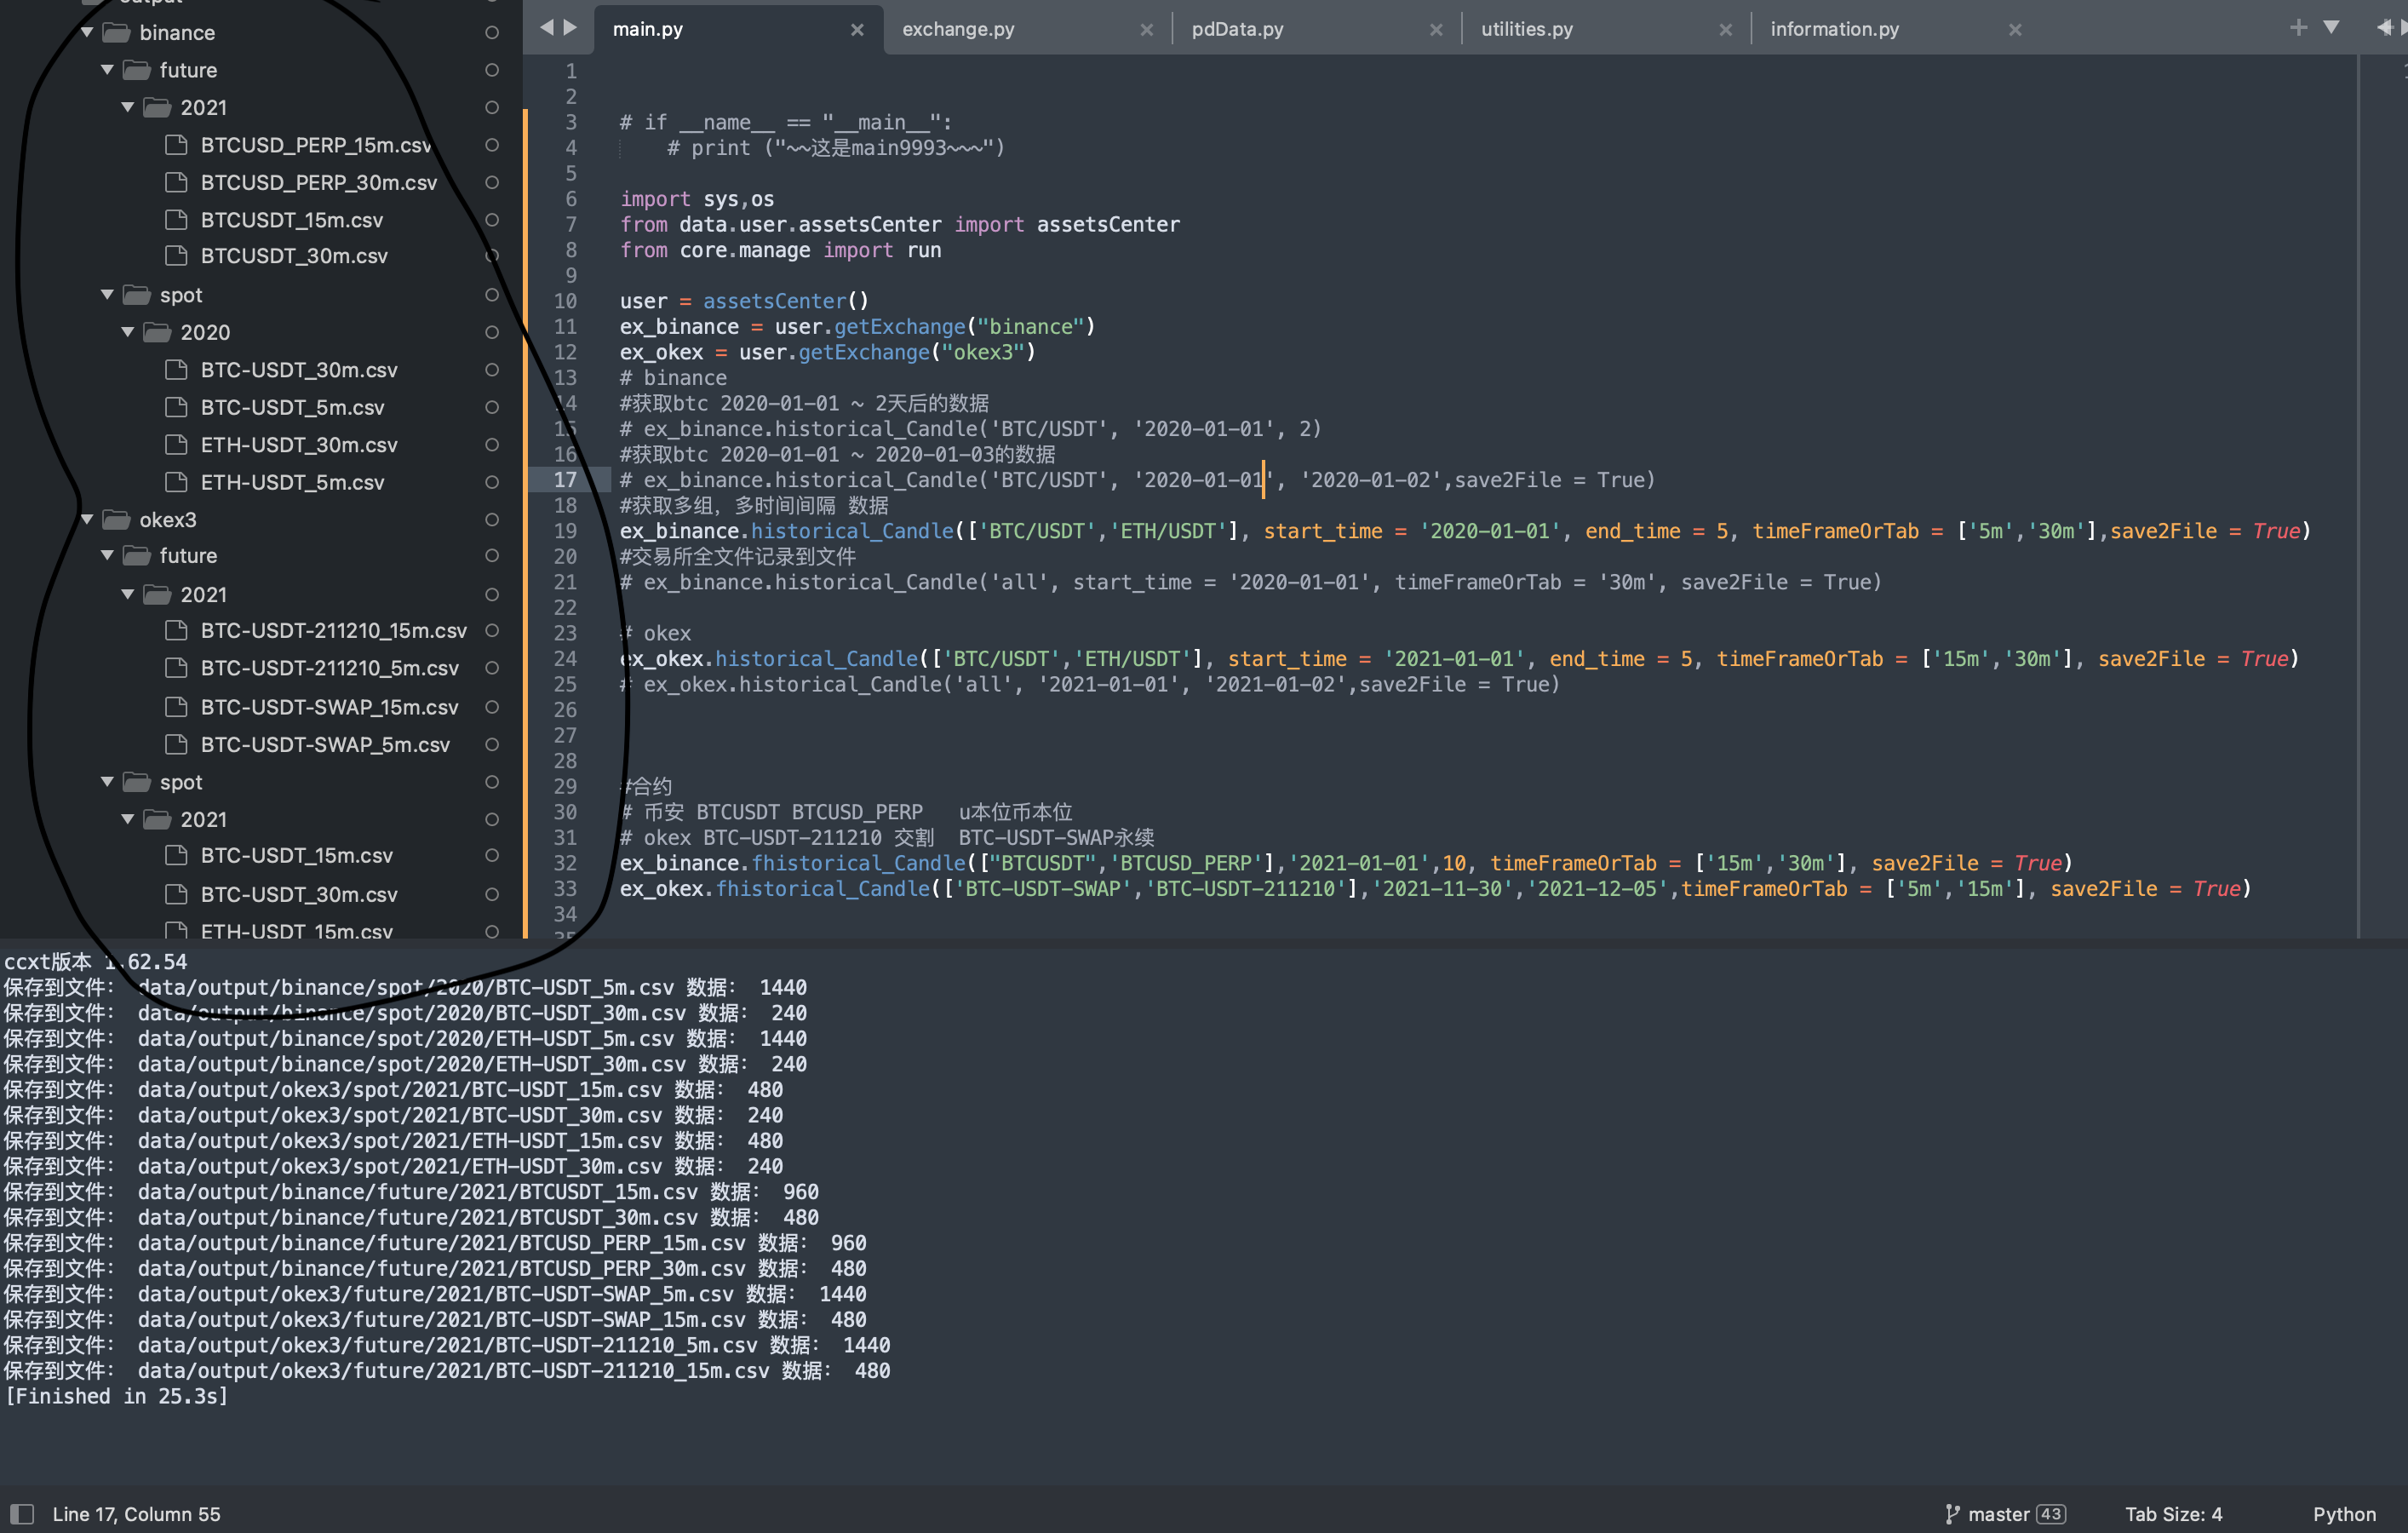 output
binance
future
2021
BTCUSD_PERP_15m.csv
BTCUSD_PERP_30m.csv
BTCUSDT_15m.csv
BTCUSDT_30m.csv
spot
2020
BTC-USDT_30m.csv
BTC-USDT_5m.csv
ETH-USDT_30m.csv
ETH-USDT_5m.csv
okex3
future
2021
BTC-USDT-211210_15m.csv
BTC-USDT-211210_5m.csv
BTC-USDT-SWAP_15m.csv
BTC-USDT-SWAP_5m.csv
spot
2021
BTC-USDT_15m.csv
BTC-USDT_30m.csv
ETH-USDT_15m.csv
main.py exchange.py pdData.py utilities.py information.py
1
2
3 # if __name__ == "__main__":
4 # print ("~~这是main9993~~~")
5
6 import sys,os
7 from data.user.assetsCenter import assetsCenter
8 from core.manage import run
9
10 user = assetsCenter()
11 ex_binance = user.getExchange("binance")
12 ex_okex = user.getExchange("okex3")
13 # binance
14 #获取btc 2020-01-01 ~ 2天后的数据
15 # ex_binance.historical_Candle('BTC/USDT', '2020-01-01', 2)
16 #获取btc 2020-01-01 ~ 2020-01-03的数据
17 # ex_binance.historical_Candle('BTC/USDT', '2020-01-01', '2020-01-02',save2File = True)
18 #获取多组，多时间间隔 数据
19 ex_binance.historical_Candle(['BTC/USDT','ETH/USDT'], start_time = '2020-01-01', end_time = 5, timeFrameOrTab = ['5m','30m'],save2File = True)
20 #交易所全文件记录到文件
21 # ex_binance.historical_Candle('all', start_time = '2020-01-01', timeFrameOrTab = '30m', save2File = True)
22
23 # okex
24 ex_okex.historical_Candle(['BTC/USDT','ETH/USDT'], start_time = '2021-01-01', end_time = 5, timeFrameOrTab = ['15m','30m'], save2File = True)
25 # ex_okex.historical_Candle('all', '2021-01-01', '2021-01-02',save2File = True)
26
27
28
29 #合约
30 # 币安 BTCUSDT BTCUSD_PERP u本位币本位
31 # okex BTC-USDT-211210 交割 BTC-USDT-SWAP永续
32 ex_binance.fhistorical_Candle(["BTCUSDT",'BTCUSD_PERP'],'2021-01-01',10, timeFrameOrTab = ['15m','30m'], save2File = True)
33 ex_okex.fhistorical_Candle(['BTC-USDT-SWAP','BTC-USDT-211210'],'2021-11-30','2021-12-05',timeFrameOrTab = ['5m','15m'], save2File = True)
34
35
ccxt版本 1.62.54
保存到文件： data/output/binance/spot/2020/BTC-USDT_5m.csv 数据： 1440
保存到文件： data/output/binance/spot/2020/BTC-USDT_30m.csv 数据： 240
保存到文件： data/output/binance/spot/2020/ETH-USDT_5m.csv 数据： 1440
保存到文件： data/output/binance/spot/2020/ETH-USDT_30m.csv 数据： 240
保存到文件： data/output/okex3/spot/2021/BTC-USDT_15m.csv 数据： 480
保存到文件： data/output/okex3/spot/2021/BTC-USDT_30m.csv 数据： 240
保存到文件： data/output/okex3/spot/2021/ETH-USDT_15m.csv 数据： 480
保存到文件： data/output/okex3/spot/2021/ETH-USDT_30m.csv 数据： 240
保存到文件： data/output/binance/future/2021/BTCUSDT_15m.csv 数据： 960
保存到文件： data/output/binance/future/2021/BTCUSDT_30m.csv 数据： 480
保存到文件： data/output/binance/future/2021/BTCUSD_PERP_15m.csv 数据： 960
保存到文件： data/output/binance/future/2021/BTCUSD_PERP_30m.csv 数据： 480
保存到文件： data/output/okex3/future/2021/BTC-USDT-SWAP_5m.csv 数据： 1440
保存到文件： data/output/okex3/future/2021/BTC-USDT-SWAP_15m.csv 数据： 480
保存到文件： data/output/okex3/future/2021/BTC-USDT-211210_5m.csv 数据： 1440
保存到文件： data/output/okex3/future/2021/BTC-USDT-211210_15m.csv 数据： 480
[Finished in 25.3s]
Line 17, Column 55 master 43 Tab Size: 4 Python